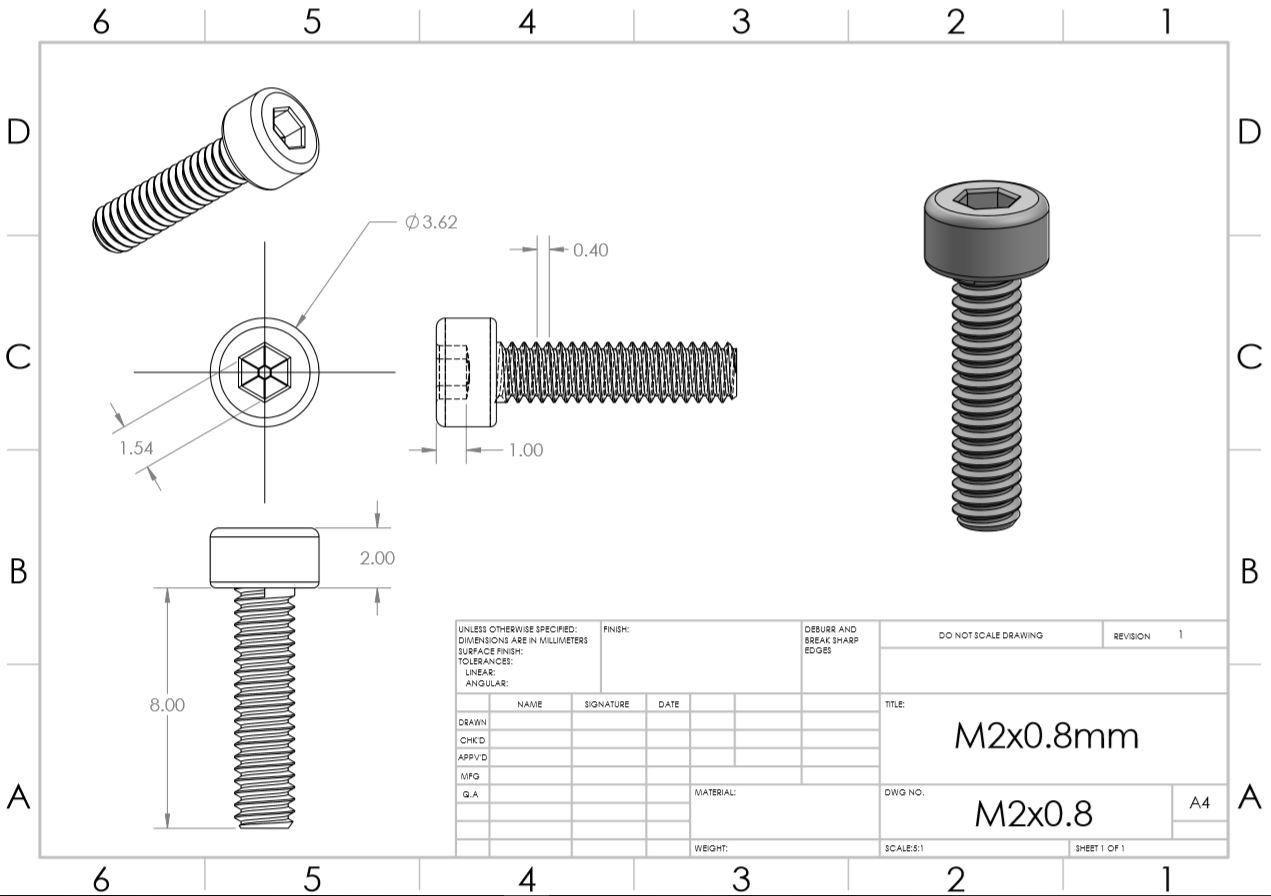 6 5 4 3 2 1
D D
Ø3.62
0.40
C C
1.54
1.00
2.00
B B
8.00
UNLESS OTHERWISE SPECIFIED:
DIMENSIONS ARE IN MILLIMETERS
SURFACE FINISH:
TOLERANCES:
LINEAR:
ANGULAR:
FINISH:
DEBURR AND
BREAK SHARP
EDGES
DO NOT SCALE DRAWING
REVISION 1
NAME SIGNATURE DATE
DRAWN
CHK'D
APPV'D
MFG
Q.A
TITLE:
M2x0.8mm
MATERIAL:
DWG NO.
M2x0.8
A4
A A
WEIGHT:
SCALE:5:1
SHEET 1 OF 1
6 5 4 3 2 1